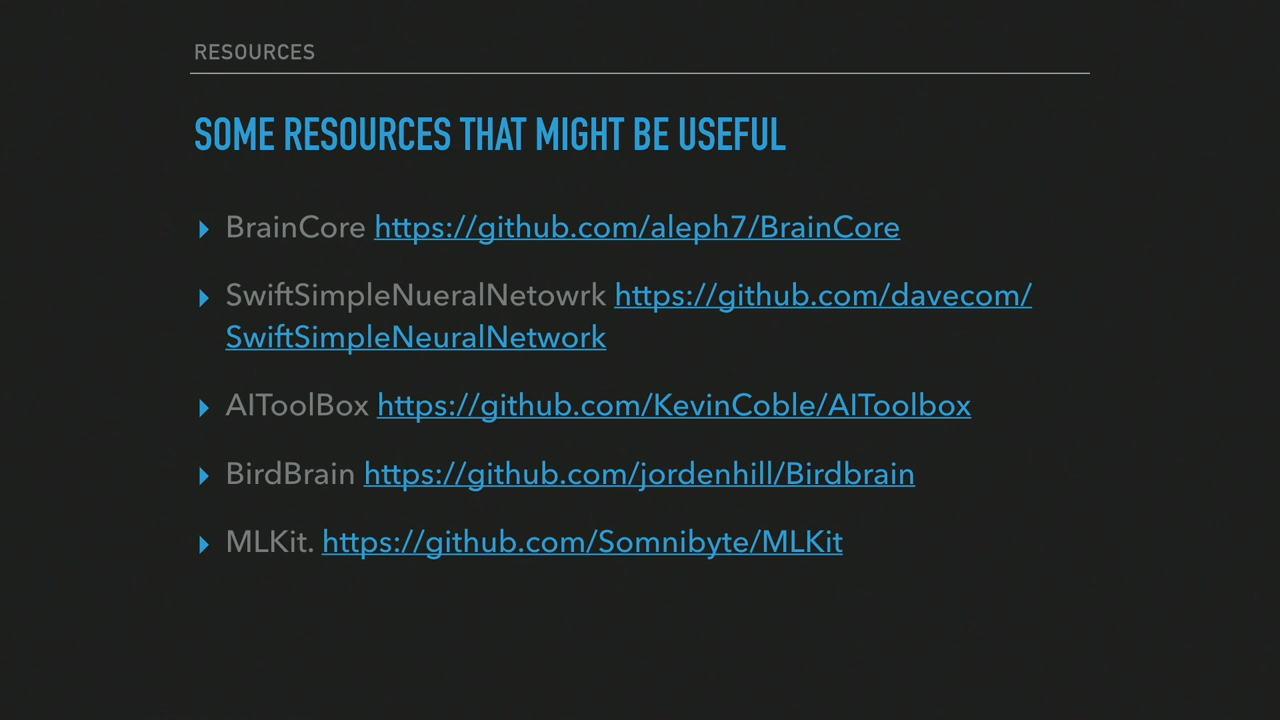 RESOURCES
SOME RESOURCES THAT MIGHT BE USEFUL
▸ BrainCore https://github.com/aleph7/BrainCore
▸ SwiftSimpleNueralNetowrk https://github.com/davecom/
SwiftSimpleNeuralNetwork
▸ AIToolBox https://github.com/KevinCoble/AIToolbox
▸ BirdBrain https://github.com/jordenhill/Birdbrain
▸ MLKit. https://github.com/Somnibyte/MLKit